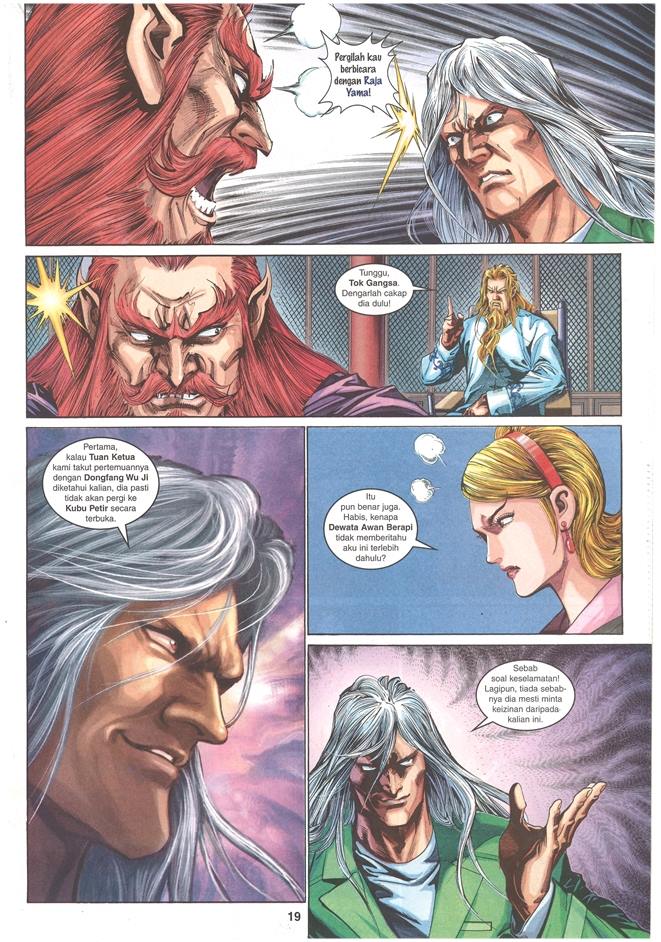 Pergilah kau
berbicara
dengan Raja
Yama!
Tunggu,
Tok Gangsa.
Dengarlah cakap
dia dulu!
Pertama,
kalau Tuan Ketua
kami takut pertemuannya
dengan Dongfang Wu Ji
diketahui kalian, dia pasti
tidak akan pergi ke
Kubu Petir secara
terbuka.
Itu
pun benar juga.
Habis, kenapa
Dewata Awan Berapi
tidak memberitahu
aku ini terlebih
dahulu?
Sebab
soal keselamatan!
Lagipun, tiada sebab-
nya dia mesti minta
keizinan daripada
kalian ini.
19